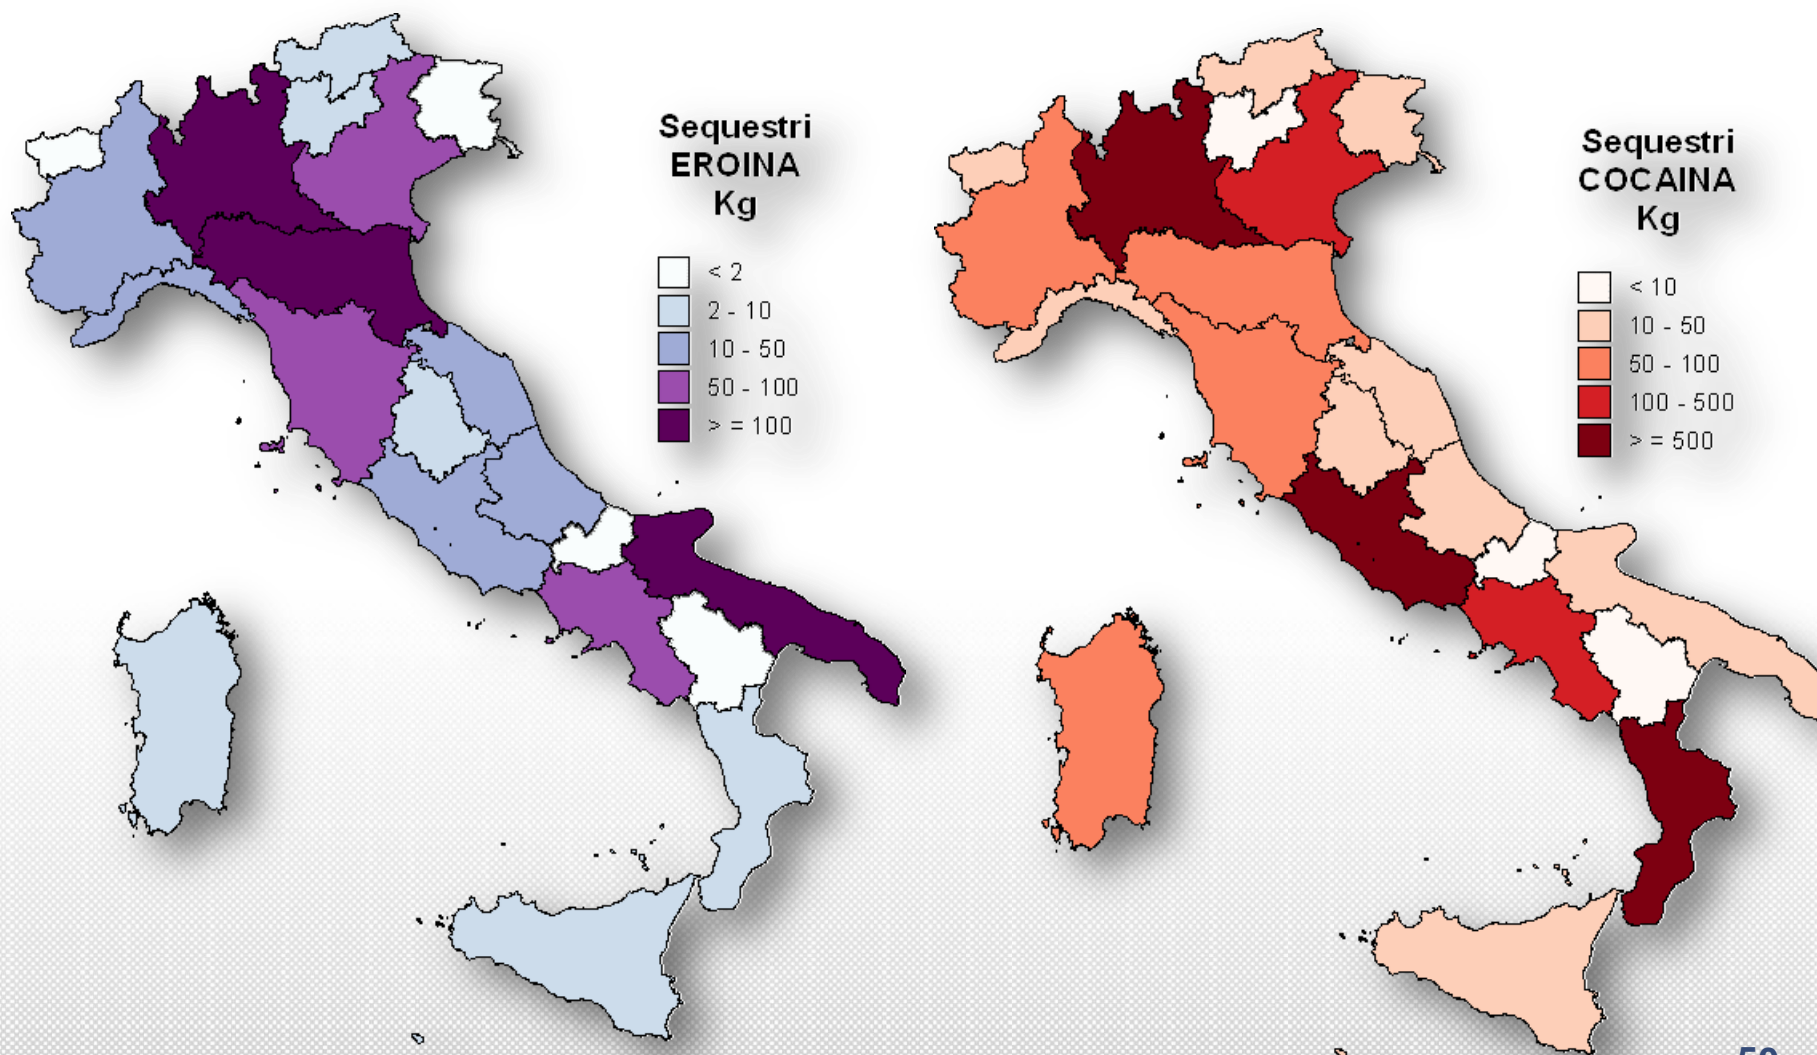 Sequestri
EROINA
Kg
< 2
2 - 10
10 - 50
50 - 100
> = 100
Sequestri
COCAINA
Kg
< 10
10 - 50
50 - 100
100 - 500
> = 500